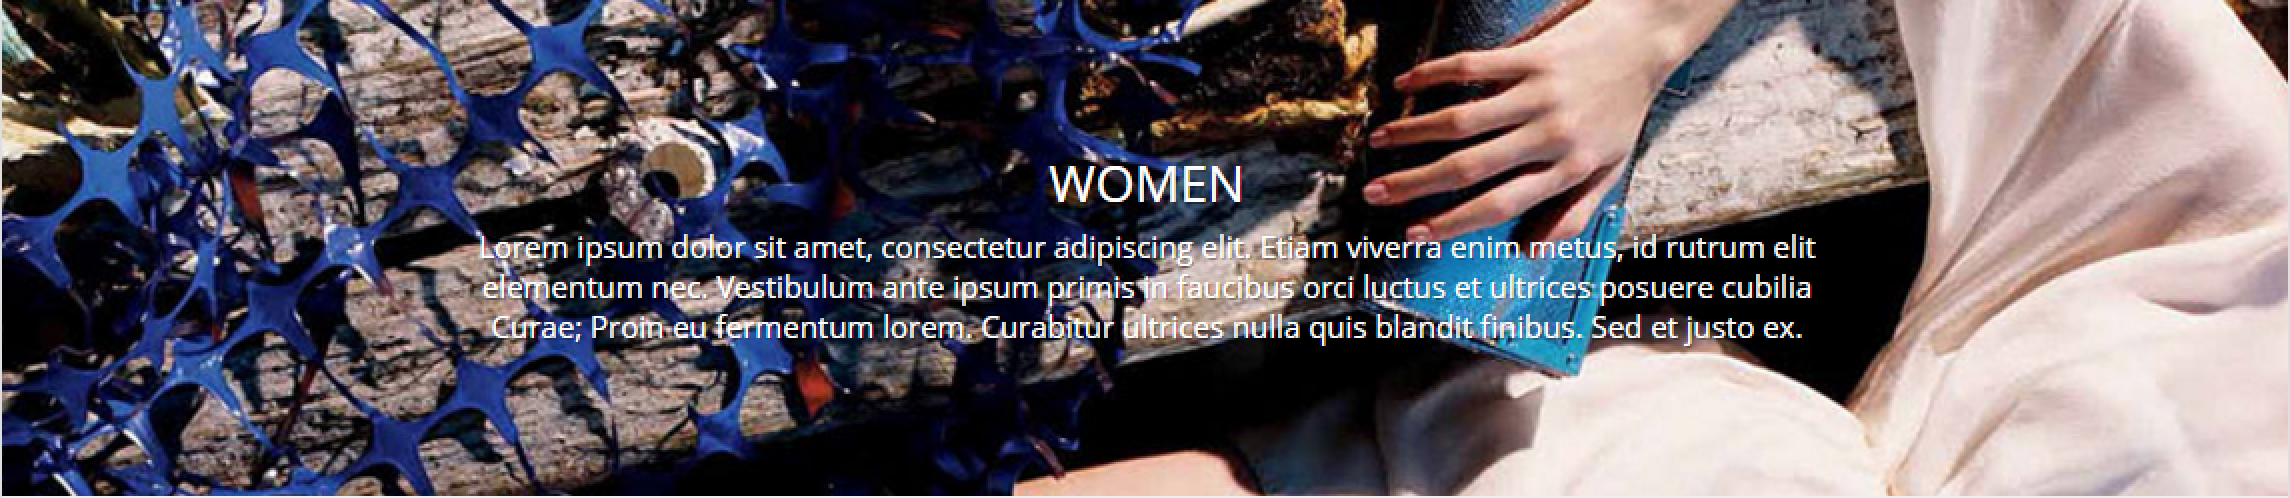 WOMEN
Lorem ipsum dolor sit amet, consectetur adipiscing elit. Etiam viverra enim metus, id rutrum elit
elementum nec. Vestibulum ante ipsum primis in faucibus orci luctus et ultrices posuere cubilia
Curae; Proin eu fermentum lorem. Curabitur ultrices nulla quis blandit finibus. Sed et justo ex.